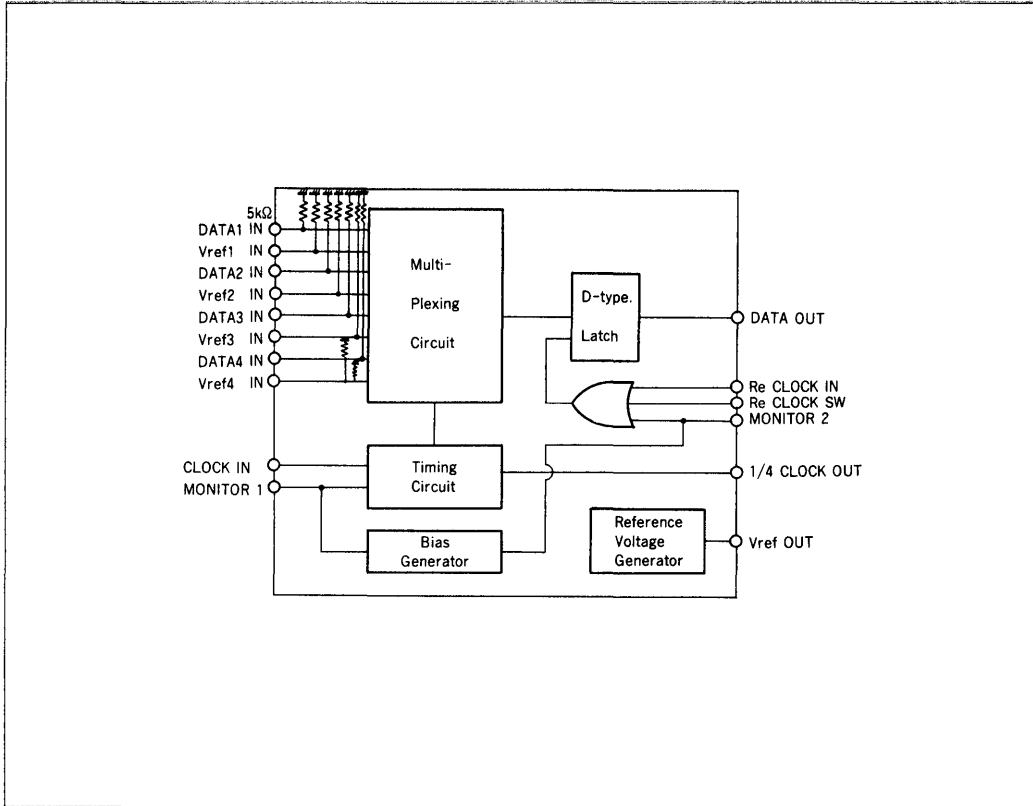 5kΩ
DATA1 IN
Vref1 IN
DATA2 IN
Vref2 IN
DATA3 IN
Vref3 IN
DATA4 IN
Vref4 IN
CLOCK IN
MONITOR 1
Multi-
Plexing
Circuit
Timing
Circuit
Bias
Generator
D-type.
Latch
Reference
Voltage
Generator
DATA OUT
Re CLOCK IN
Re CLOCK SW
MONITOR 2
1/4 CLOCK OUT
Vref OUT